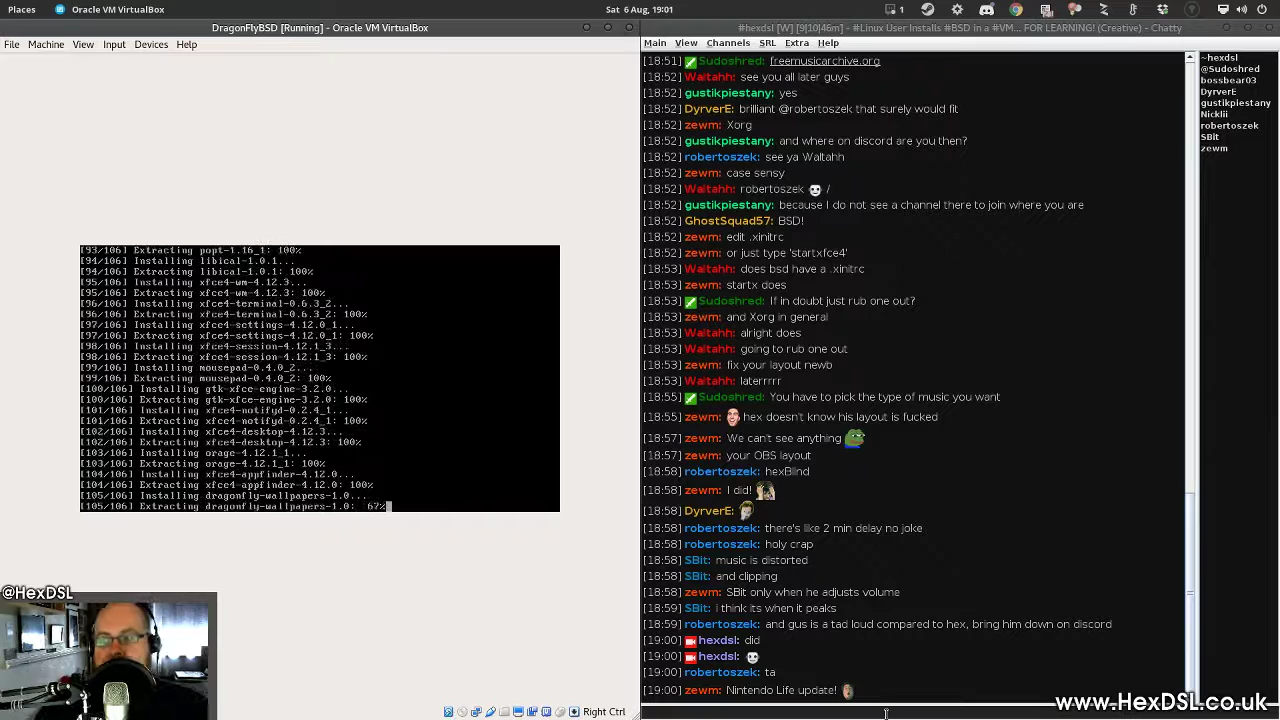 Places Oracle VM VirtualBox Sat 6 Aug, 19:01 1
DragonFlyBSD [Running] - Oracle VM VirtualBox
File Machine View Input Devices Help
[93/106] Extracting popt-1.16_1: 100%
[94/106] Installing libical-1.0.1...
[94/106] Extracting libical-1.0.1: 100%
[95/106] Installing xfce4-wm-4.12.3...
[95/106] Extracting xfce4-wm-4.12.3: 100%
[96/106] Installing xfce4-terminal-0.6.3_2...
[96/106] Extracting xfce4-terminal-0.6.3_2: 100%
[97/106] Installing xfce4-settings-4.12.0_1...
[97/106] Extracting xfce4-settings-4.12.0_1: 100%
[98/106] Installing xfce4-session-4.12.1_3...
[98/106] Extracting xfce4-session-4.12.1_3: 100%
[99/106] Installing mousepad-0.4.0_2...
[99/106] Extracting mousepad-0.4.0_2: 100%
[100/106] Installing gtk-xfce-engine-3.2.0...
[100/106] Extracting gtk-xfce-engine-3.2.0: 100%
[101/106] Installing xfce4-notifyd-0.2.4_1...
[101/106] Extracting xfce4-notifyd-0.2.4_1: 100%
[102/106] Installing xfce4-desktop-4.12.3...
[102/106] Extracting xfce4-desktop-4.12.3: 100%
[103/106] Installing orage-4.12.1_1...
[103/106] Extracting orage-4.12.1_1: 100%
[104/106] Installing xfce4-appfinder-4.12.0...
[104/106] Extracting xfce4-appfinder-4.12.0: 100%
[105/106] Installing dragonfly-wallpapers-1.0...
[105/106] Extracting dragonfly-wallpapers-1.0: 67%
@HexDSL
Right Ctrl
#hexdsl [W] [9|10|46m] - #Linux User Installs #BSD in a #VM... FOR LEARNING! (Creative) - Chatty
Main View Channels SRL Extra Help
[18:51] Sudoshred: freemusicarchive.org
[18:52] Waltahh: see you all later guys
[18:52] gustikpiestany: yes
[18:52] DyrverE: brilliant @robertoszek that surely would fit
[18:52] zewm: Xorg
[18:52] gustikpiestany: and where on discord are you then?
[18:52] robertoszek: see ya Waltahh
[18:52] zewm: case sensy
[18:52] Waltahh: robertoszek /
[18:52] gustikpiestany: because I do not see a channel there to join where you are
[18:52] GhostSquad57: BSD!
[18:52] zewm: edit .xinitrc
[18:52] zewm: or just type 'startxfce4'
[18:53] Waltahh: does bsd have a .xinitrc
[18:53] zewm: startx does
[18:53] Sudoshred: If in doubt just rub one out?
[18:53] zewm: and Xorg in general
[18:53] Waltahh: alright does
[18:53] Waltahh: going to rub one out
[18:53] zewm: fix your layout newb
[18:53] Waltahh: laterrrrr
[18:55] Sudoshred: You have to pick the type of music you want
[18:55] zewm: hex doesn't know his layout is fucked
[18:57] zewm: We can't see anything
[18:57] zewm: your OBS layout
[18:58] robertoszek: hexBlind
[18:58] zewm: I did!
[18:58] DyrverE:
[18:58] robertoszek: there's like 2 min delay no joke
[18:58] robertoszek: holy crap
[18:58] SBit: music is distorted
[18:58] SBit: and clipping
[18:58] zewm: SBit only when he adjusts volume
[18:59] SBit: i think its when it peaks
[18:59] robertoszek: and gus is a tad loud compared to hex, bring him down on discord
[19:00] hexdsl: did
[19:00] hexdsl:
[19:00] robertoszek: ta
[19:00] zewm: Nintendo Life update!
~hexdsl
@Sudoshred
bossbear03
DyrverE
gustikpiestany
Nicklii
robertoszek
SBit
zewm
www.HexDSL.co.uk